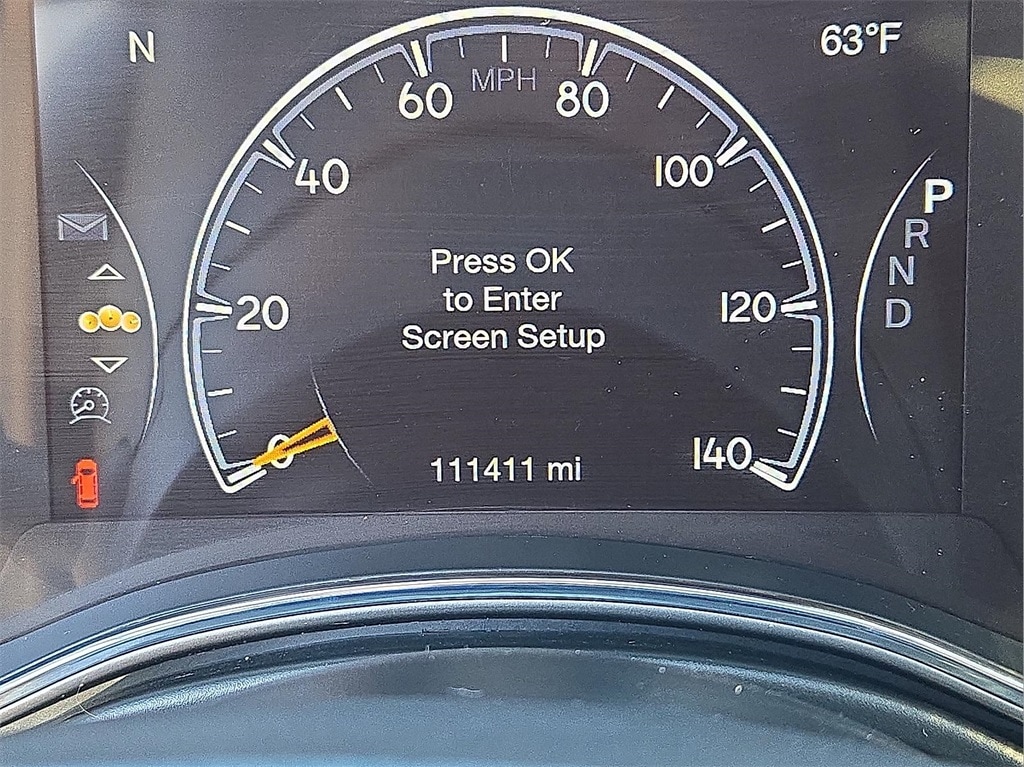 N
63°F
MPH
60
80
40
100
P
R
N
D
20
120
Press OK
to Enter
Screen Setup
0
140
111411 mi